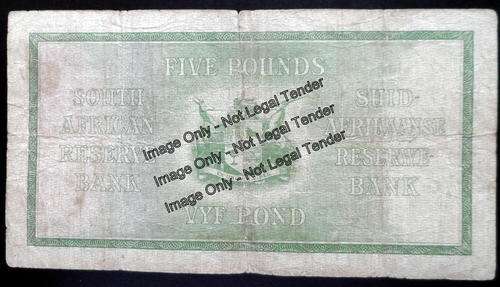 FIVE POUNDS
SOUTH
AFRICAN
RESERVE
BANK
SUID-
AFRIKAANSE
RESERVE-
BANK
VYF POND
Image Only - Not Legal Tender
Image Only - Not Legal Tender
Image Only - Not Legal Tender